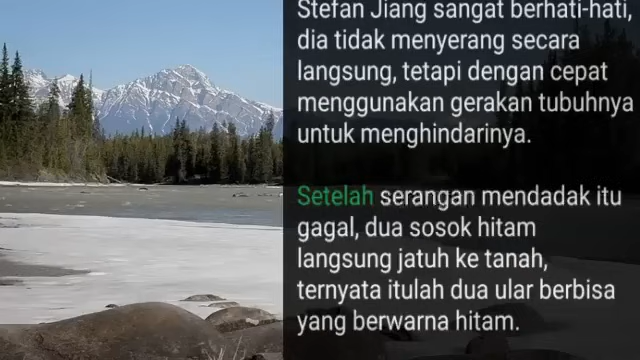 Stefan Jiang sangat berhati-hati,
dia tidak menyerang secara
langsung, tetapi dengan cepat
menggunakan gerakan tubuhnya
untuk menghindarinya.
Setelah serangan mendadak itu
gagal, dua sosok hitam
langsung jatuh ke tanah,
ternyata itulah dua ular berbisa
yang berwarna hitam.